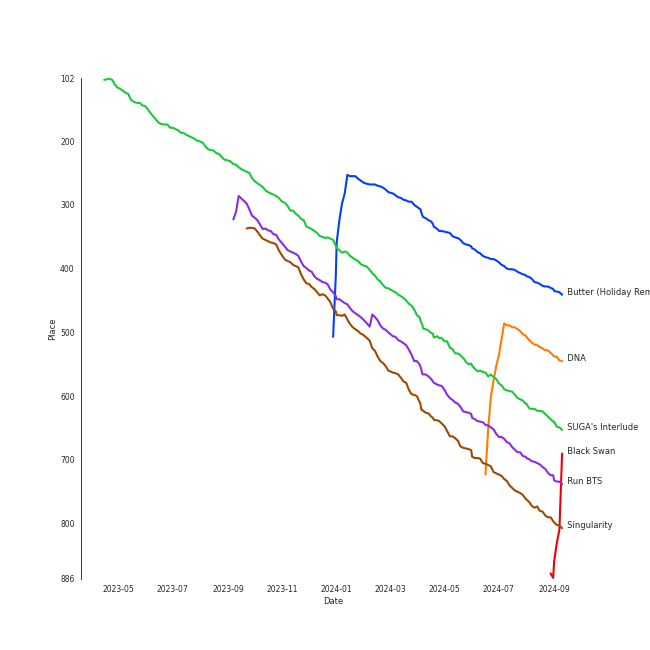 102
200
300
400
500
600
700
800
886
Place
2023-05
2023-07
2023-09
2023-11
2024-01
2024-03
2024-05
2024-07
2024-09
Date
Butter (Holiday Rem
DNA
SUGA's Interlude
Black Swan
Run BTS
Singularity